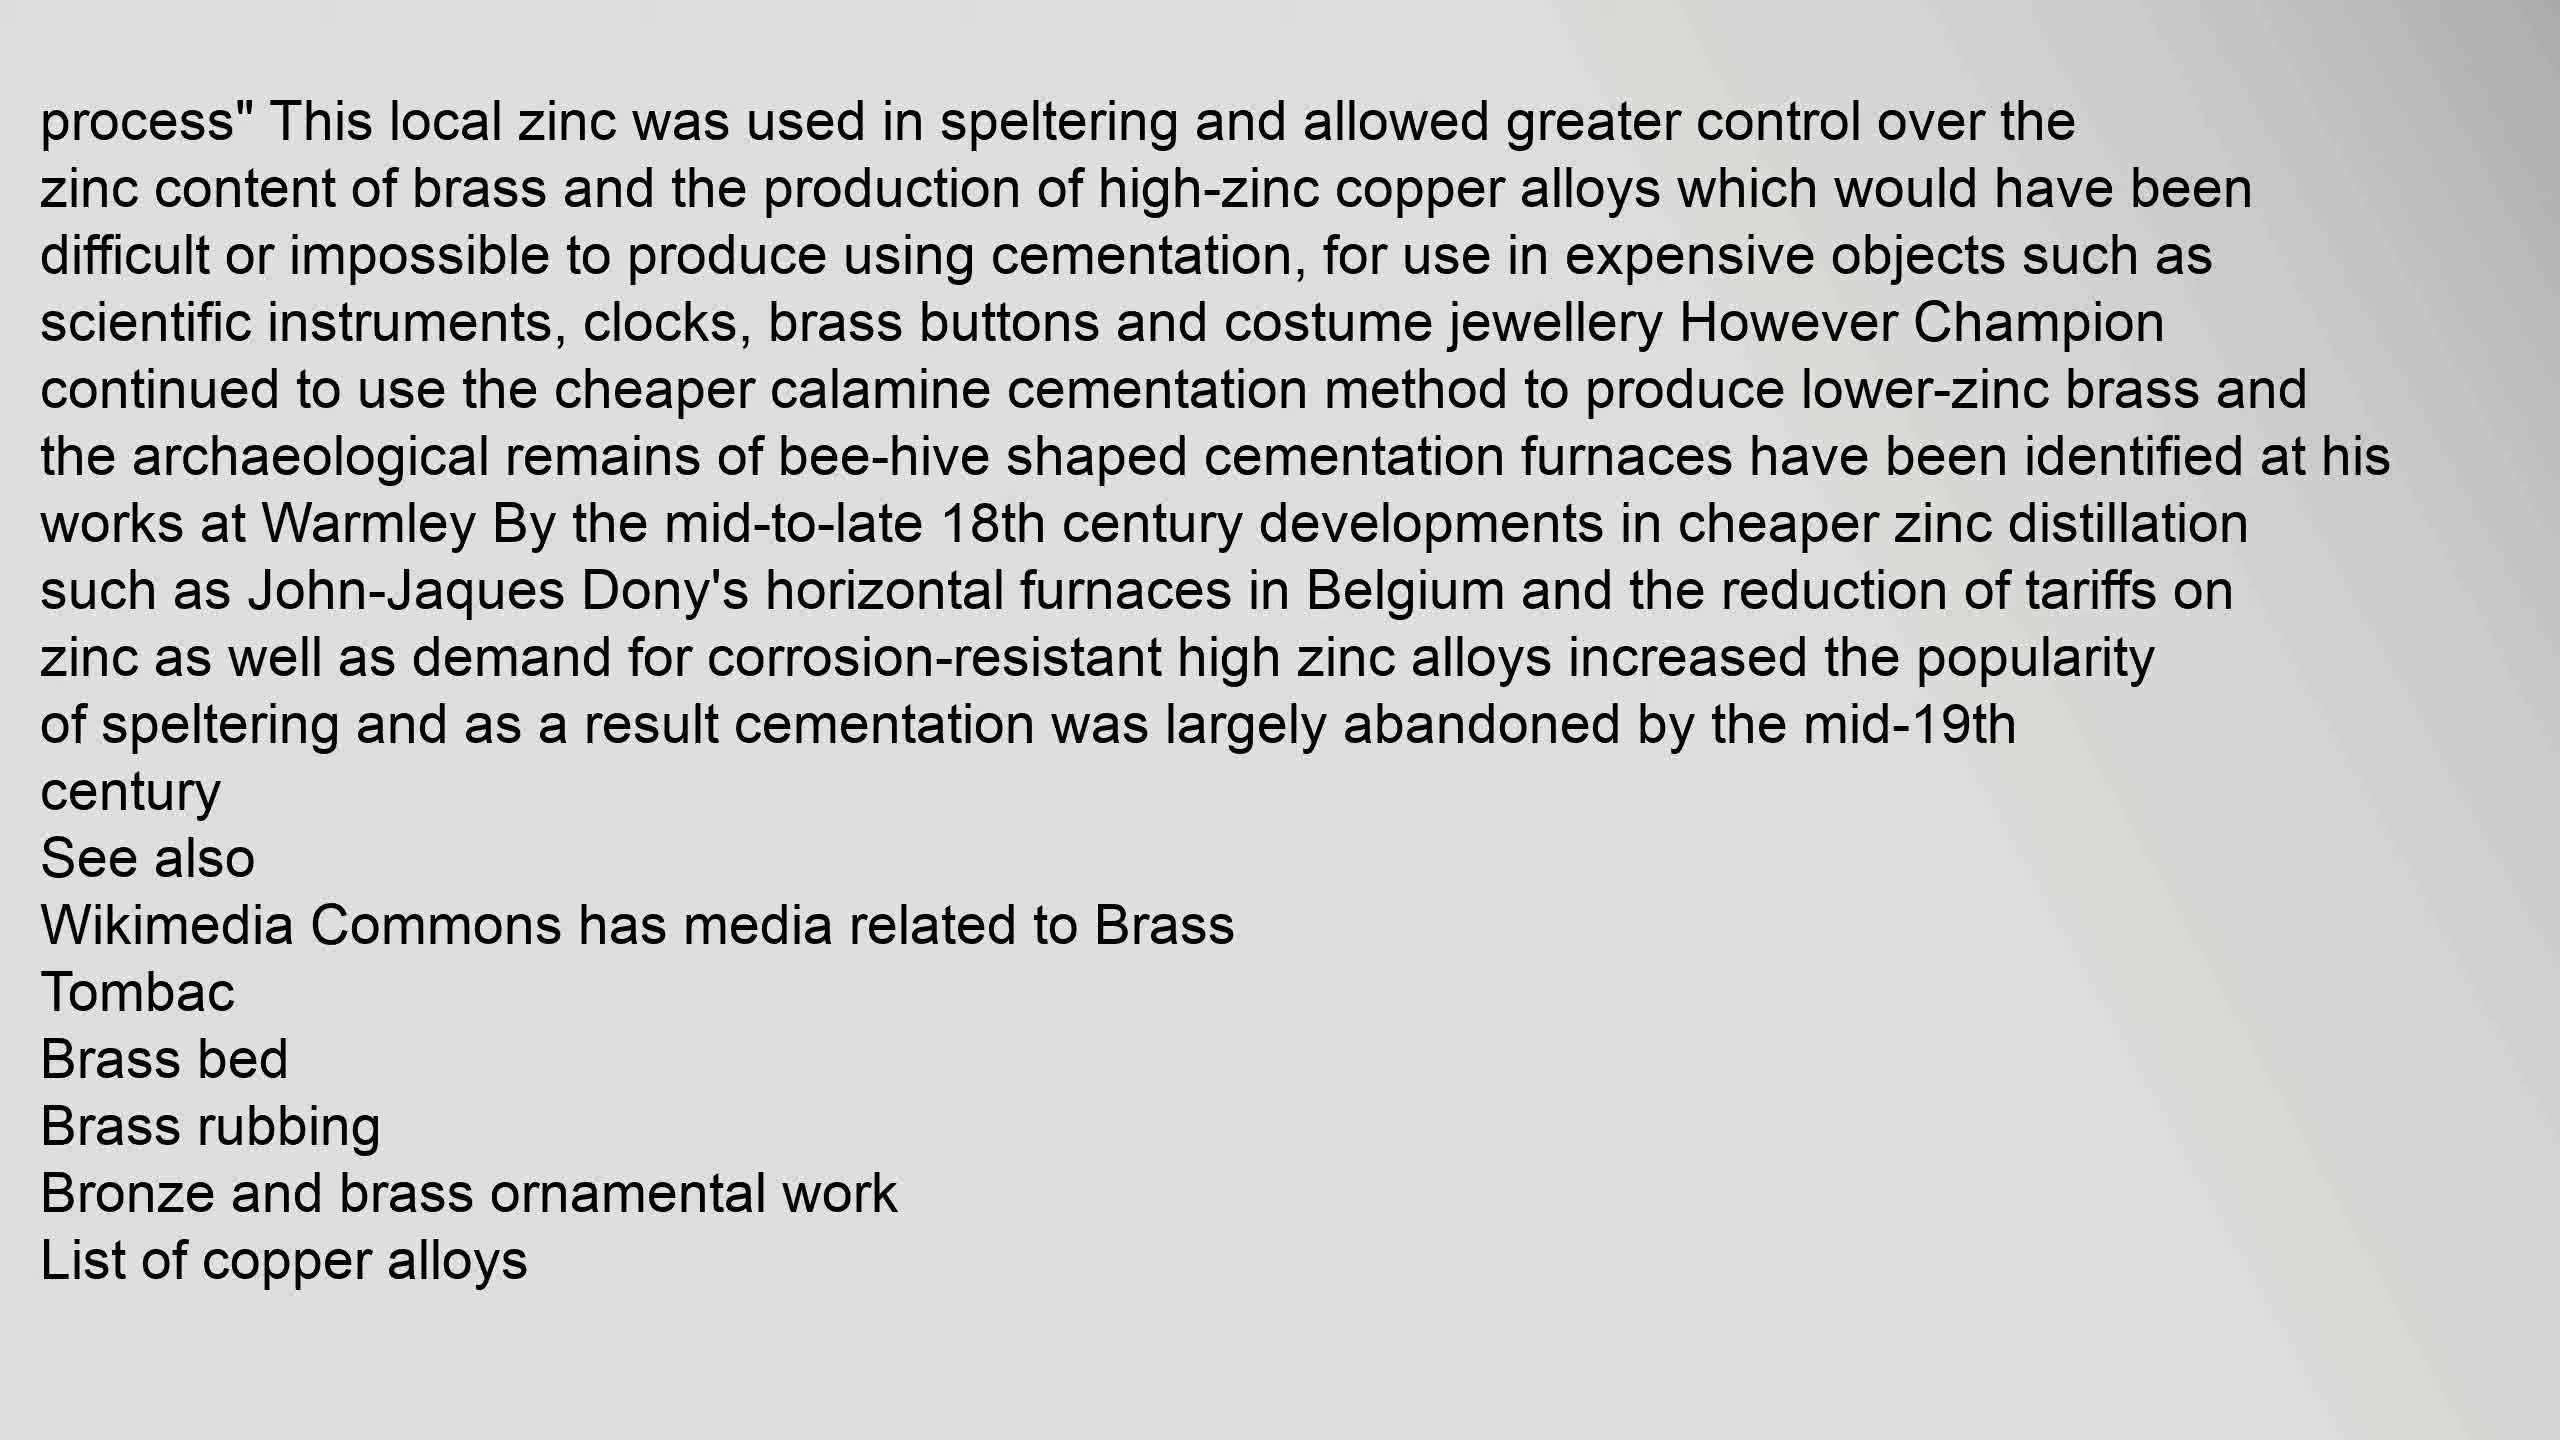 process" This local zinc was used in speltering and allowed greater control over the
zinc content of brass and the production of high-zinc copper alloys which would have been
difficult or impossible to produce using cementation, for use in expensive objects such as
scientific instruments, clocks, brass buttons and costume jewellery However Champion
continued to use the cheaper calamine cementation method to produce lower-zinc brass and
the archaeological remains of bee-hive shaped cementation furnaces have been identified at his
works at Warmley By the mid-to-late 18th century developments in cheaper zinc distillation
such as John-Jaques Dony's horizontal furnaces in Belgium and the reduction of tariffs on
zinc as well as demand for corrosion-resistant high zinc alloys increased the popularity
of speltering and as a result cementation was largely abandoned by the mid-19th
century
See also
Wikimedia Commons has media related to Brass
Tombac
Brass bed
Brass rubbing
Bronze and brass ornamental work
List of copper alloys